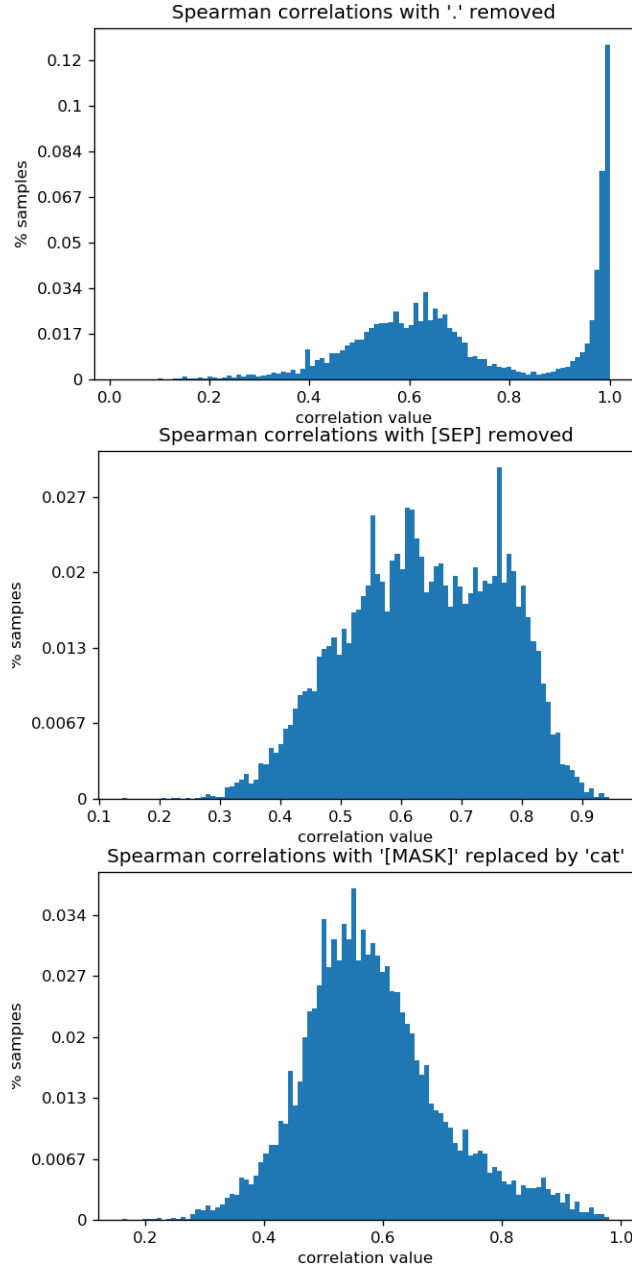 Spearman correlations with '.' removed
0.12
0.1
0.084
0.067
0.05
0.034
0.017
0
% samples
0.0 0.2 0.4 0.6 0.8 1.0
correlation value
Spearman correlations with [SEP] removed
0.027
0.02
0.013
0.0067
0
% samples
0.1 0.2 0.3 0.4 0.5 0.6 0.7 0.8 0.9
correlation value
Spearman correlations with '[MASK]' replaced by 'cat'
0.034
0.027
0.02
0.013
0.0067
0
% samples
0.2 0.4 0.6 0.8 1.0
correlation value